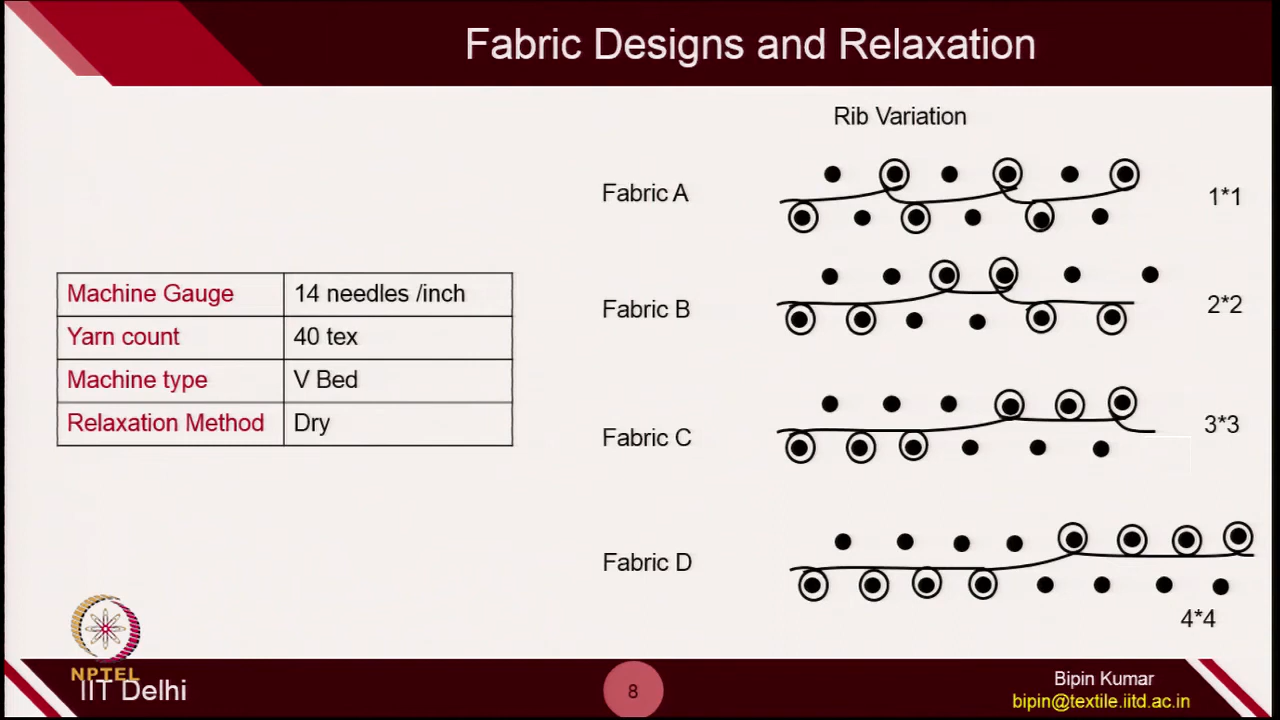 Fabric Designs and Relaxation
Rib Variation
Fabric A
1*1
Machine Gauge 14 needles /inch
Yarn count 40 tex
Machine type V Bed
Relaxation Method Dry
Fabric B
2*2
Fabric C
3*3
Fabric D
4*4
NPTEL
IIT Delhi
8
Bipin Kumar
bipin@textile.iitd.ac.in